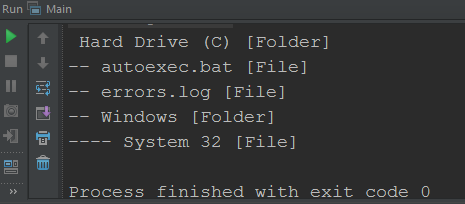 Run Main
Hard Drive (C) [Folder]
-- autoexec.bat [File]
-- errors.log [File]
-- Windows [Folder]
---- System 32 [File]
Process finished with exit code 0